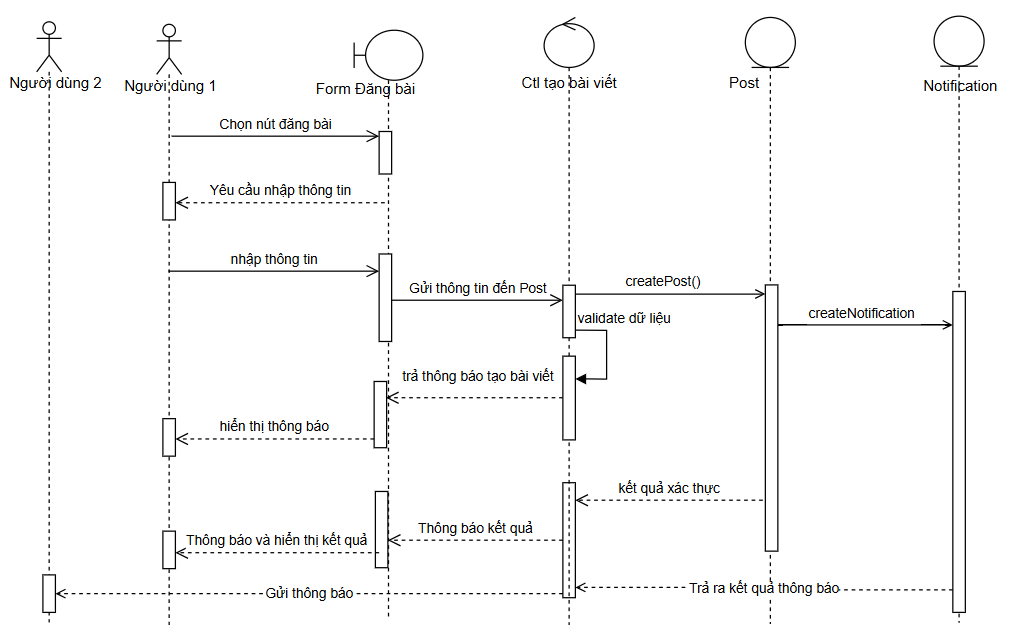 Người dùng 2
Người dùng 1
Form Đăng bài
Ctl tạo bài viết
Post
Notification
Chọn nút đăng bài
Yêu cầu nhập thông tin
nhập thông tin
Gửi thông tin đến Post
createPost()
createNotification
validate dữ liệu
trả thông báo tạo bài viết
hiển thị thông báo
kết quả xác thực
Thông báo kết quả
Thông báo và hiển thị kết quả
Trả ra kết quả thông báo
Gửi thông báo